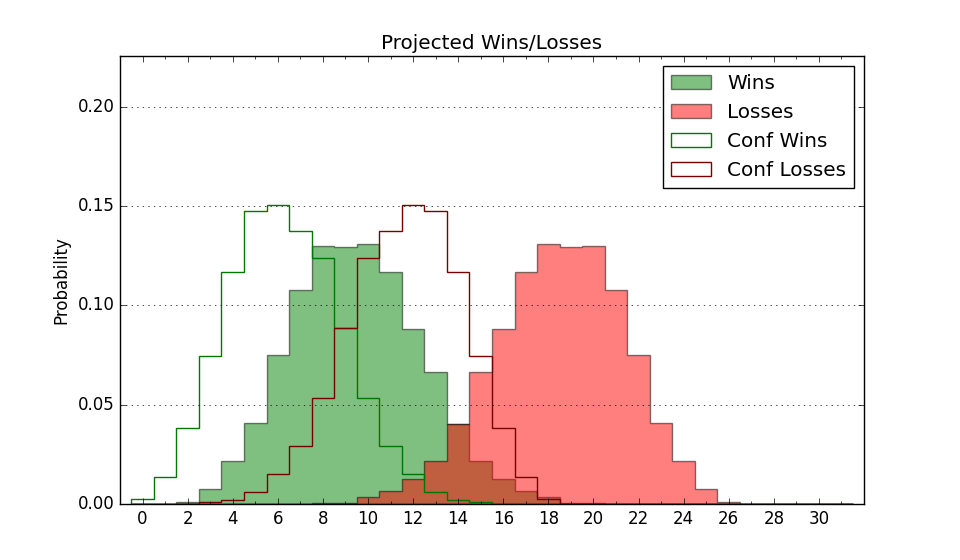 Projected Wins/Losses
Wins
Losses
Conf Wins
Conf Losses
Probability
0.20
0.15
0.10
0.05
0.00
0 2 4 6 8 10 12 14 16 18 20 22 24 26 28 30